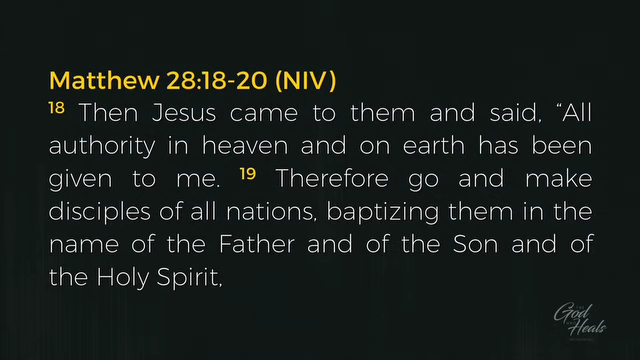 Matthew 28:18-20 (NIV)
18 Then Jesus came to them and said, “All
authority in heaven and on earth has been
given to me. 19 Therefore go and make
disciples of all nations, baptizing them in the
name of the Father and of the Son and of
the Holy Spirit,
God
Heals